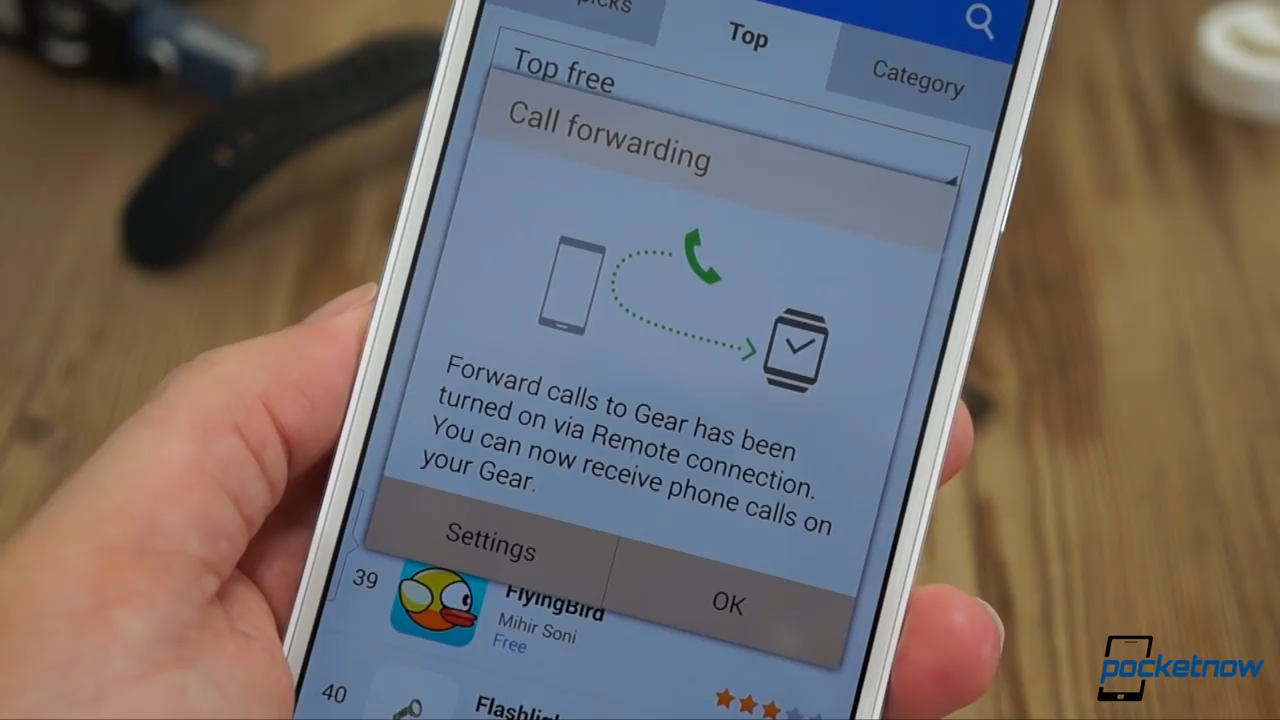 picks
Top
Category
Top free
Call forwarding
Forward calls to Gear has been
turned on via Remote connection.
You can now receive phone calls on
your Gear.
Settings
OK
39
FlyingBird
Mihir Soni
Free
40
pocketnow